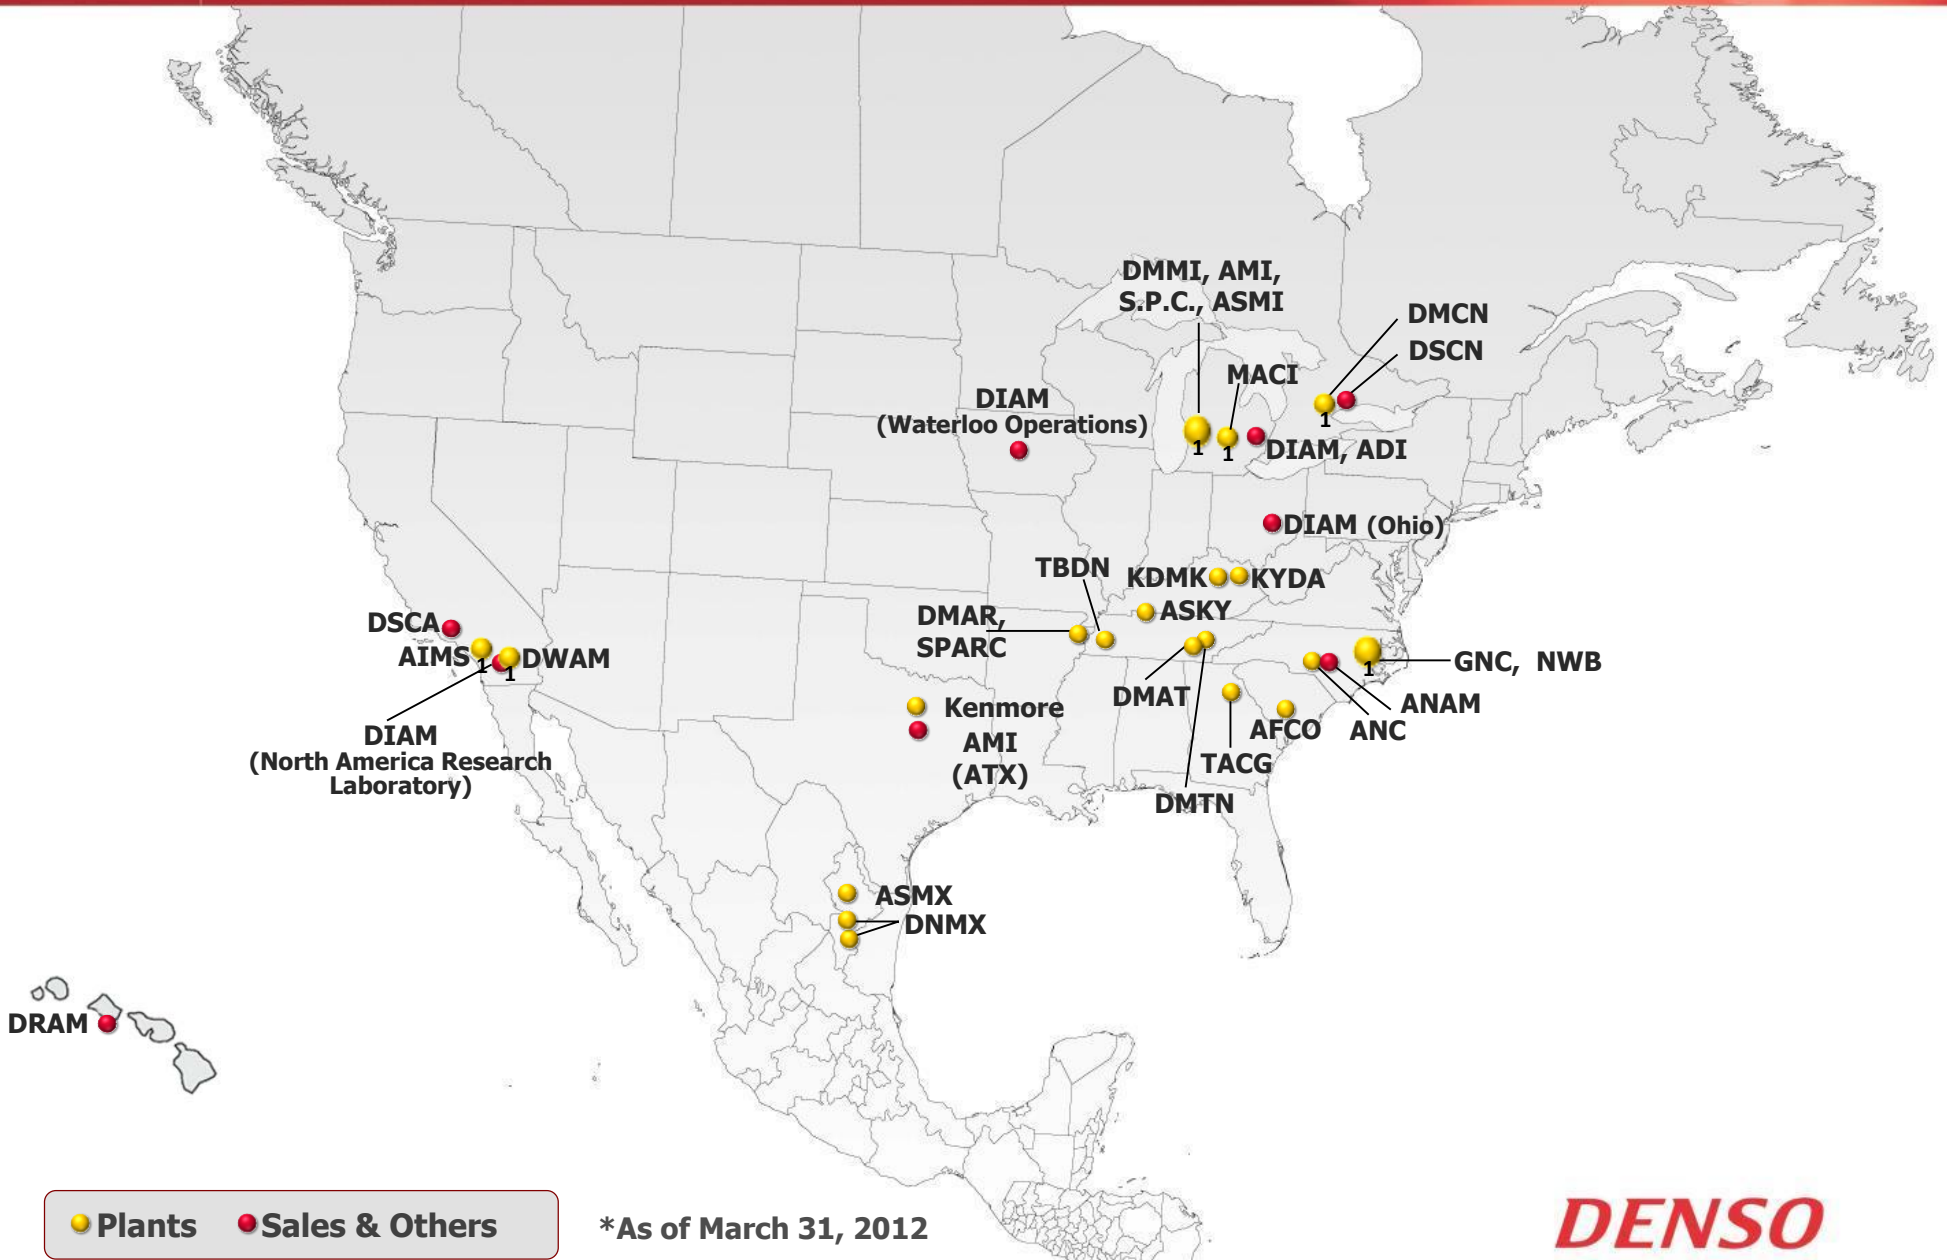 DMMI, AMI,
S.P.C., ASMI
DMCN
DSCN
MACI
DIAM
(Waterloo Operations)
1
1
1
DIAM, ADI
DIAM (Ohio)
TBDN
KDMK
KYDA
ASKY
DMAR,
SPARC
DSCA
AIMS
1
DWAM
1
GNC, NWB
1
DMAT
ANAM
Kenmore
AFCO
ANC
DIAM
(North America Research
Laboratory)
AMI
(ATX)
TACG
DMTN
ASMX
DNMX
DRAM
Plants
Sales & Others
*As of March 31, 2012
DENSO